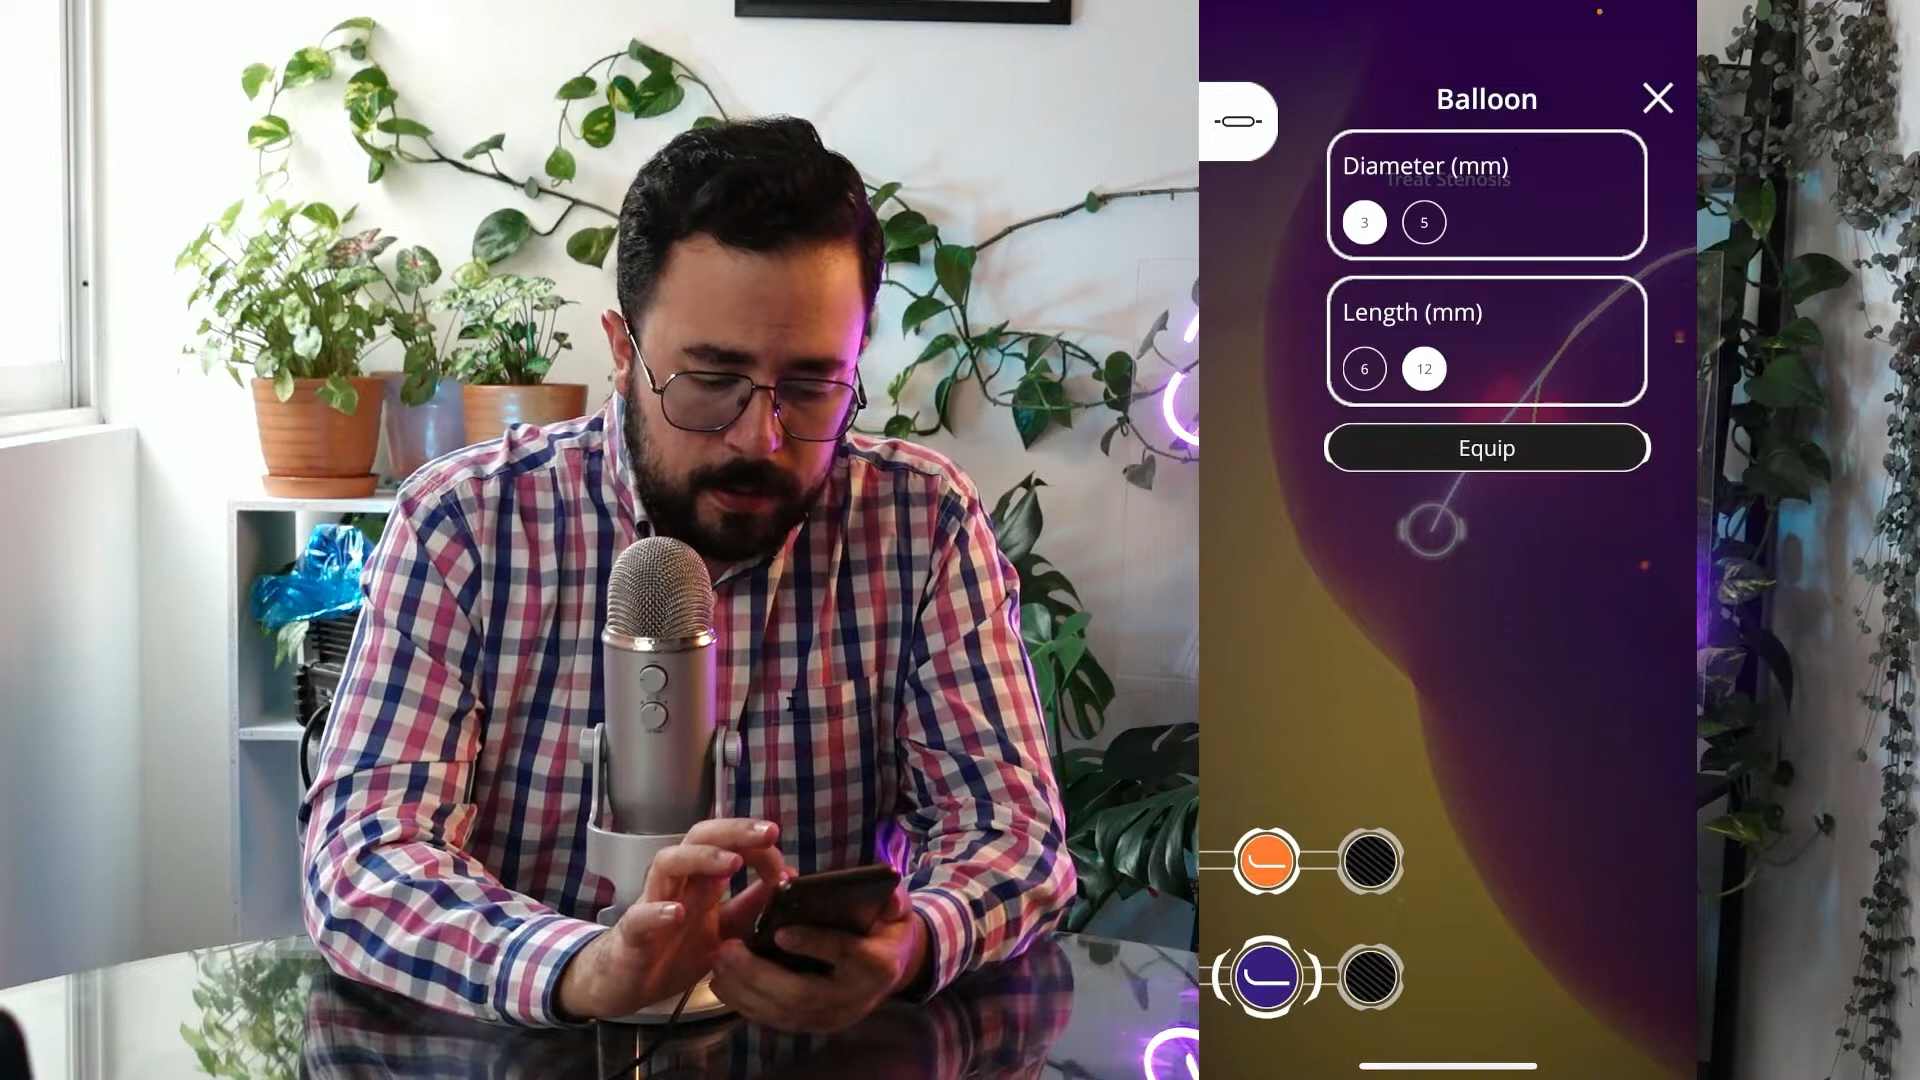 Balloon
Diameter (mm)
Treat Stenosis
3 5
Length (mm)
6 12
Equip